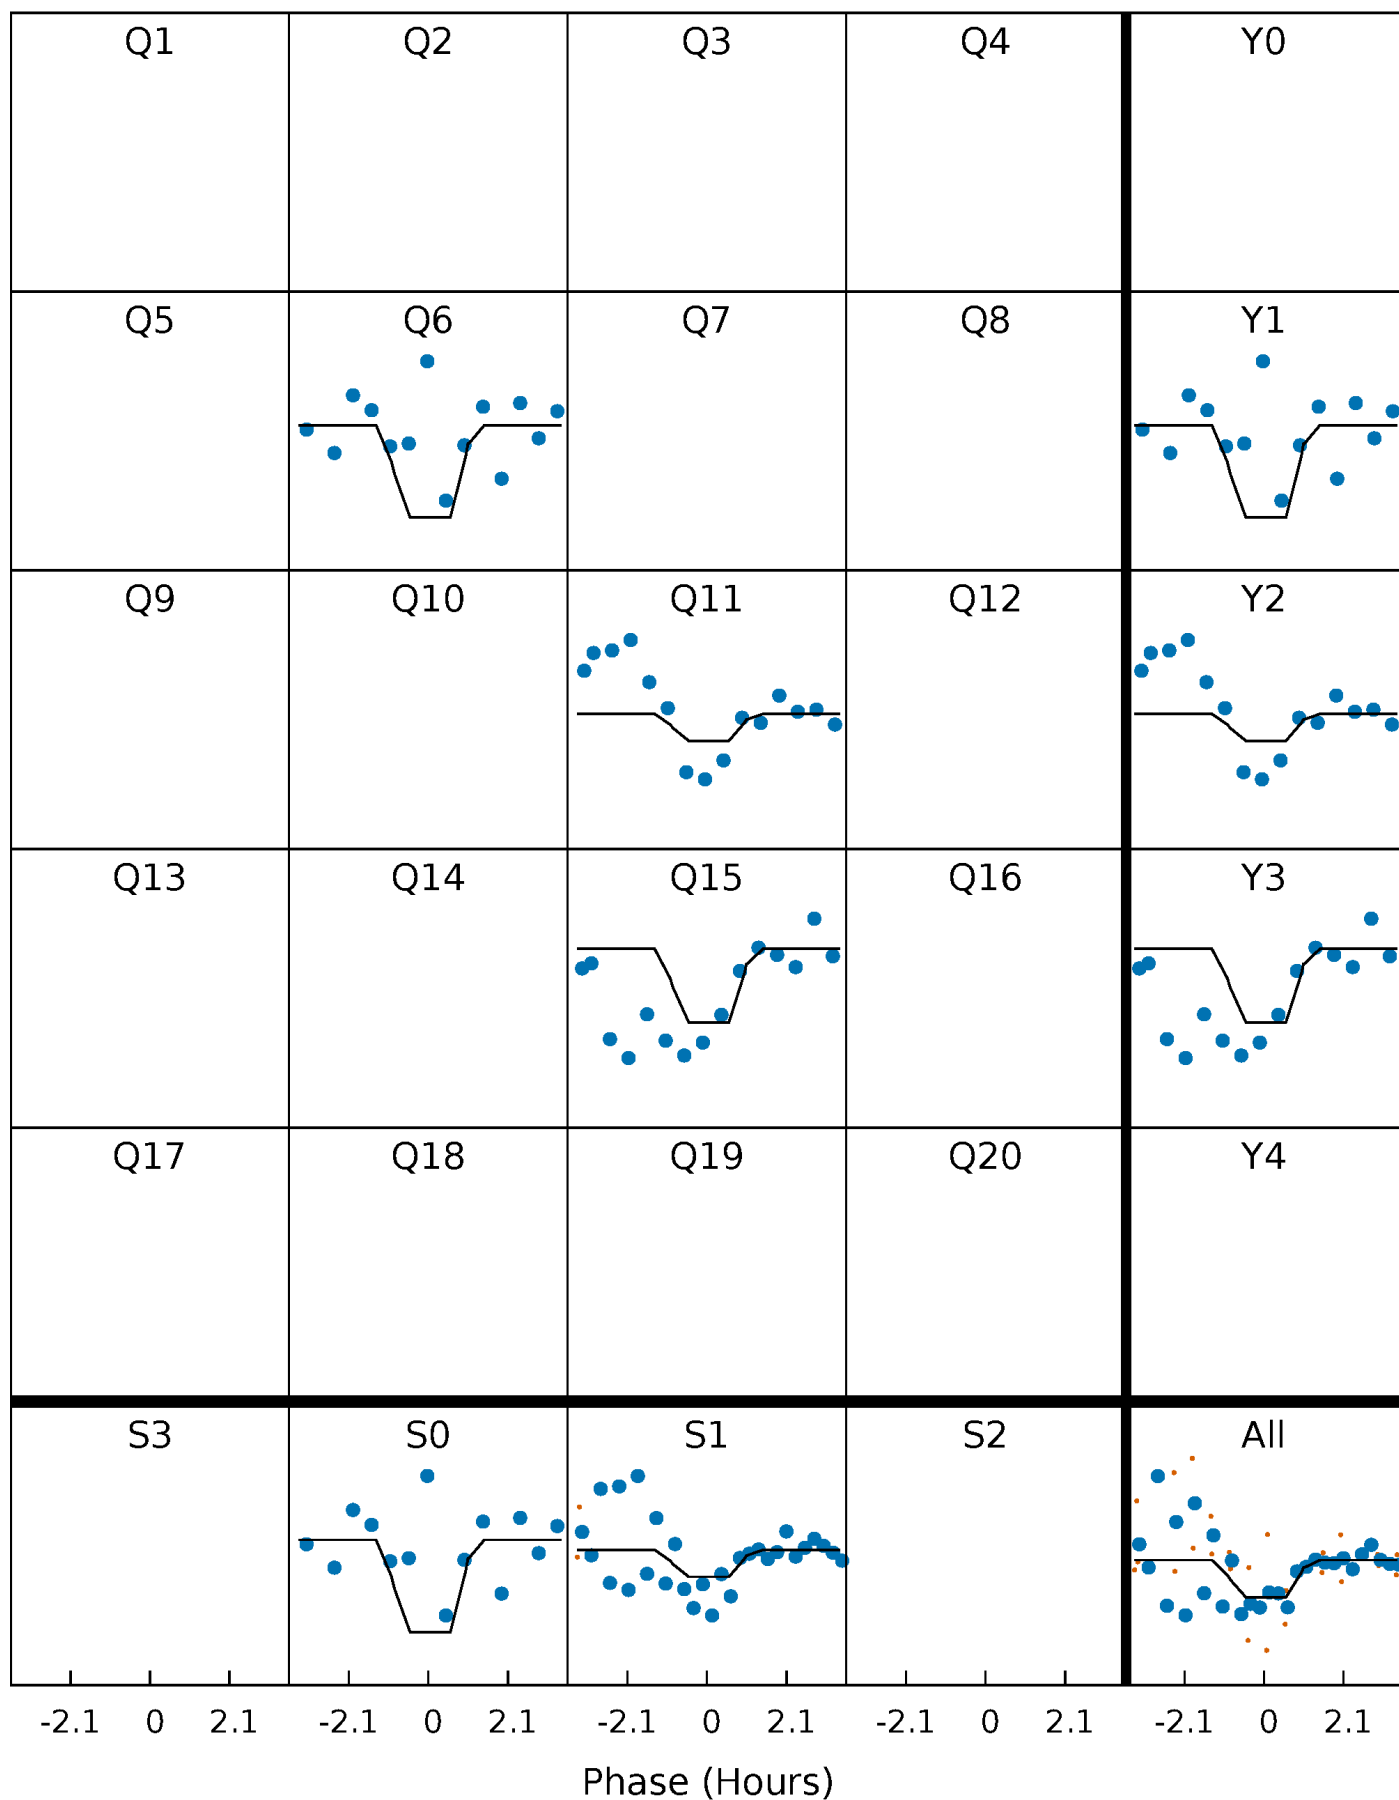 Q1 Q2 Q3 Q4 Y0
Q5 Q6 Q7 Q8 Y1
Q9 Q10 Q11 Q12 Y2
Q13 Q14 Q15 Q16 Y3
Q17 Q18 Q19 Q20 Y4
S3 S0 S1 S2 All
-2.1 0 2.1 -2.1 0 2.1 -2.1 0 2.1 -2.1 0 2.1 -2.1 0 2.1
Phase (Hours)